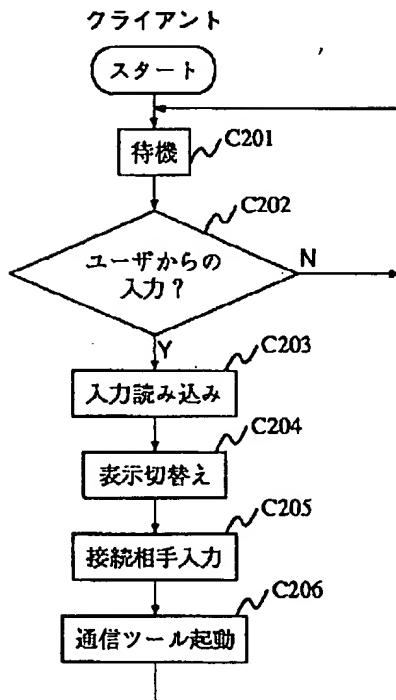 クライアント
スタート
待機
C201
C202
ユーザからの
入力？
N
Y
C203
入力読み込み
C204
表示切替え
C205
接続相手入力
C206
通信ツール起動